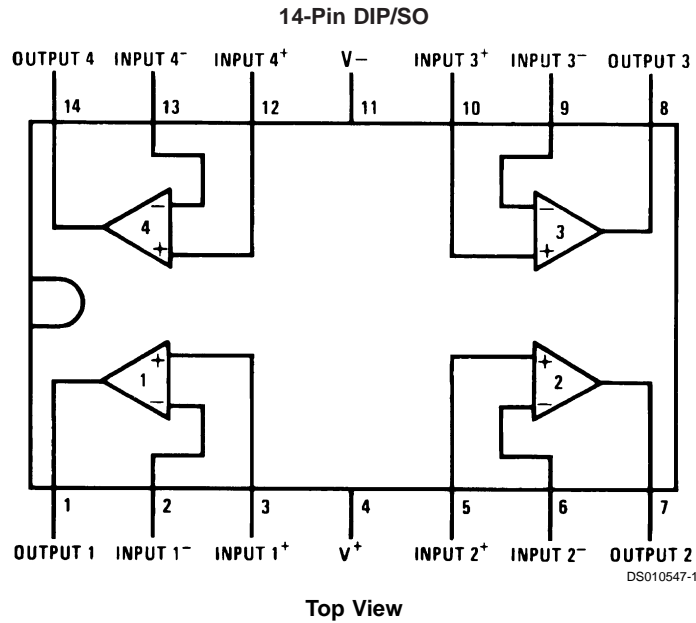 14-Pin DIP/SO
OUTPUT 4 INPUT 4⁻ INPUT 4⁺ V− INPUT 3⁺ INPUT 3⁻ OUTPUT 3
14 13 12 11 10 9 8
− −
4 3
+ +
+ +
1 2
− −
1 2 3 4 5 6 7
OUTPUT 1 INPUT 1⁻ INPUT 1⁺ V⁺ INPUT 2⁺ INPUT 2⁻ OUTPUT 2
DS010547-1
Top View